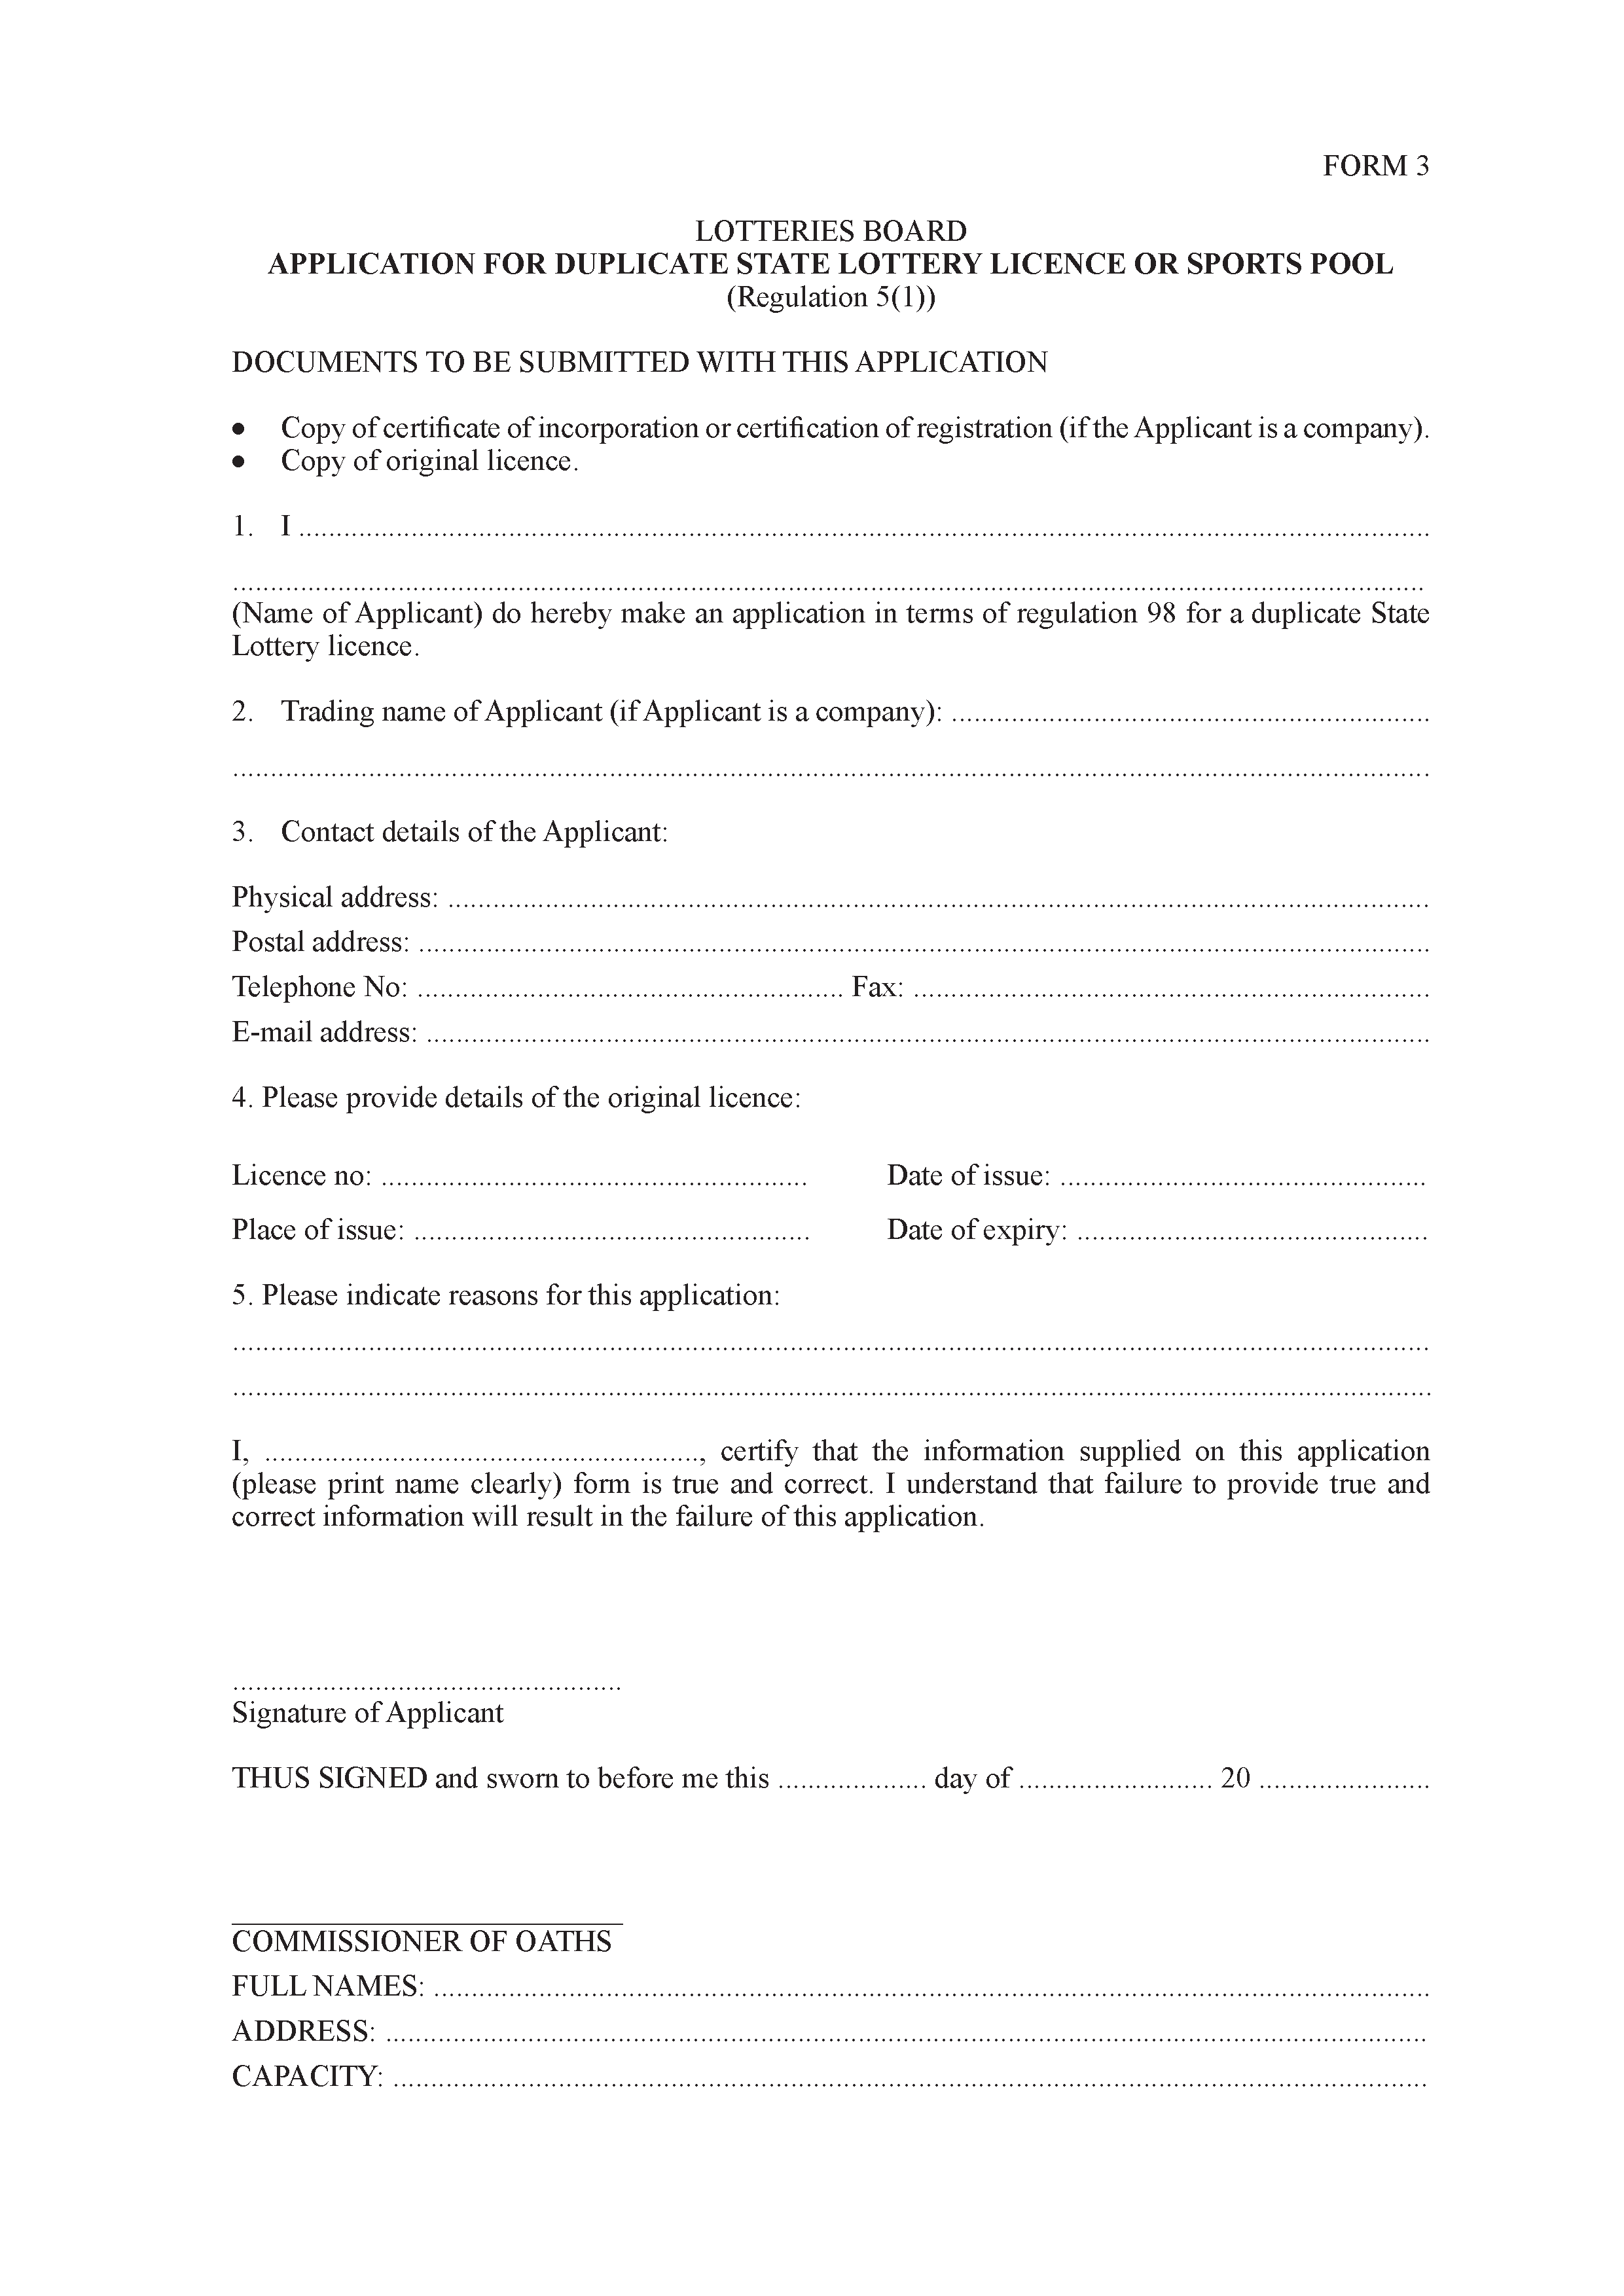 FORM 3
LOTTERIES BOARD
APPLICATION FOR DUPLICATE STATE LOTTERY LICENCE OR SPORTS POOL
(Regulation 5(1))
DOCUMENTS TO BE SUBMITTED WITH THIS APPLICATION
• Copy of certificate of incorporation or certification of registration (if the Applicant is a company).
• Copy of original licence.
1. I ..............................................................................
..............................................................................
(Name of Applicant) do hereby make an application in terms of regulation 98 for a duplicate State
Lottery licence.
2. Trading name of Applicant (if Applicant is a company): ........................................
..............................................................................
3. Contact details of the Applicant:
Physical address: ..............................................................................
Postal address: ..............................................................................
Telephone No: ........................................ Fax: ........................................
E-mail address: ..............................................................................
4. Please provide details of the original licence:
Licence no: ........................................ Date of issue: ........................................
Place of issue: ........................................ Date of expiry: ........................................
5. Please indicate reasons for this application:
..............................................................................
..............................................................................
I, ........................................, certify that the information supplied on this application
(please print name clearly) form is true and correct. I understand that failure to provide true and
correct information will result in the failure of this application.
........................................
Signature of Applicant
THUS SIGNED and sworn to before me this .................... day of .................... 20 ....................
COMMISSIONER OF OATHS
FULL NAMES: ..............................................................................
ADDRESS: ..............................................................................
CAPACITY: ..............................................................................